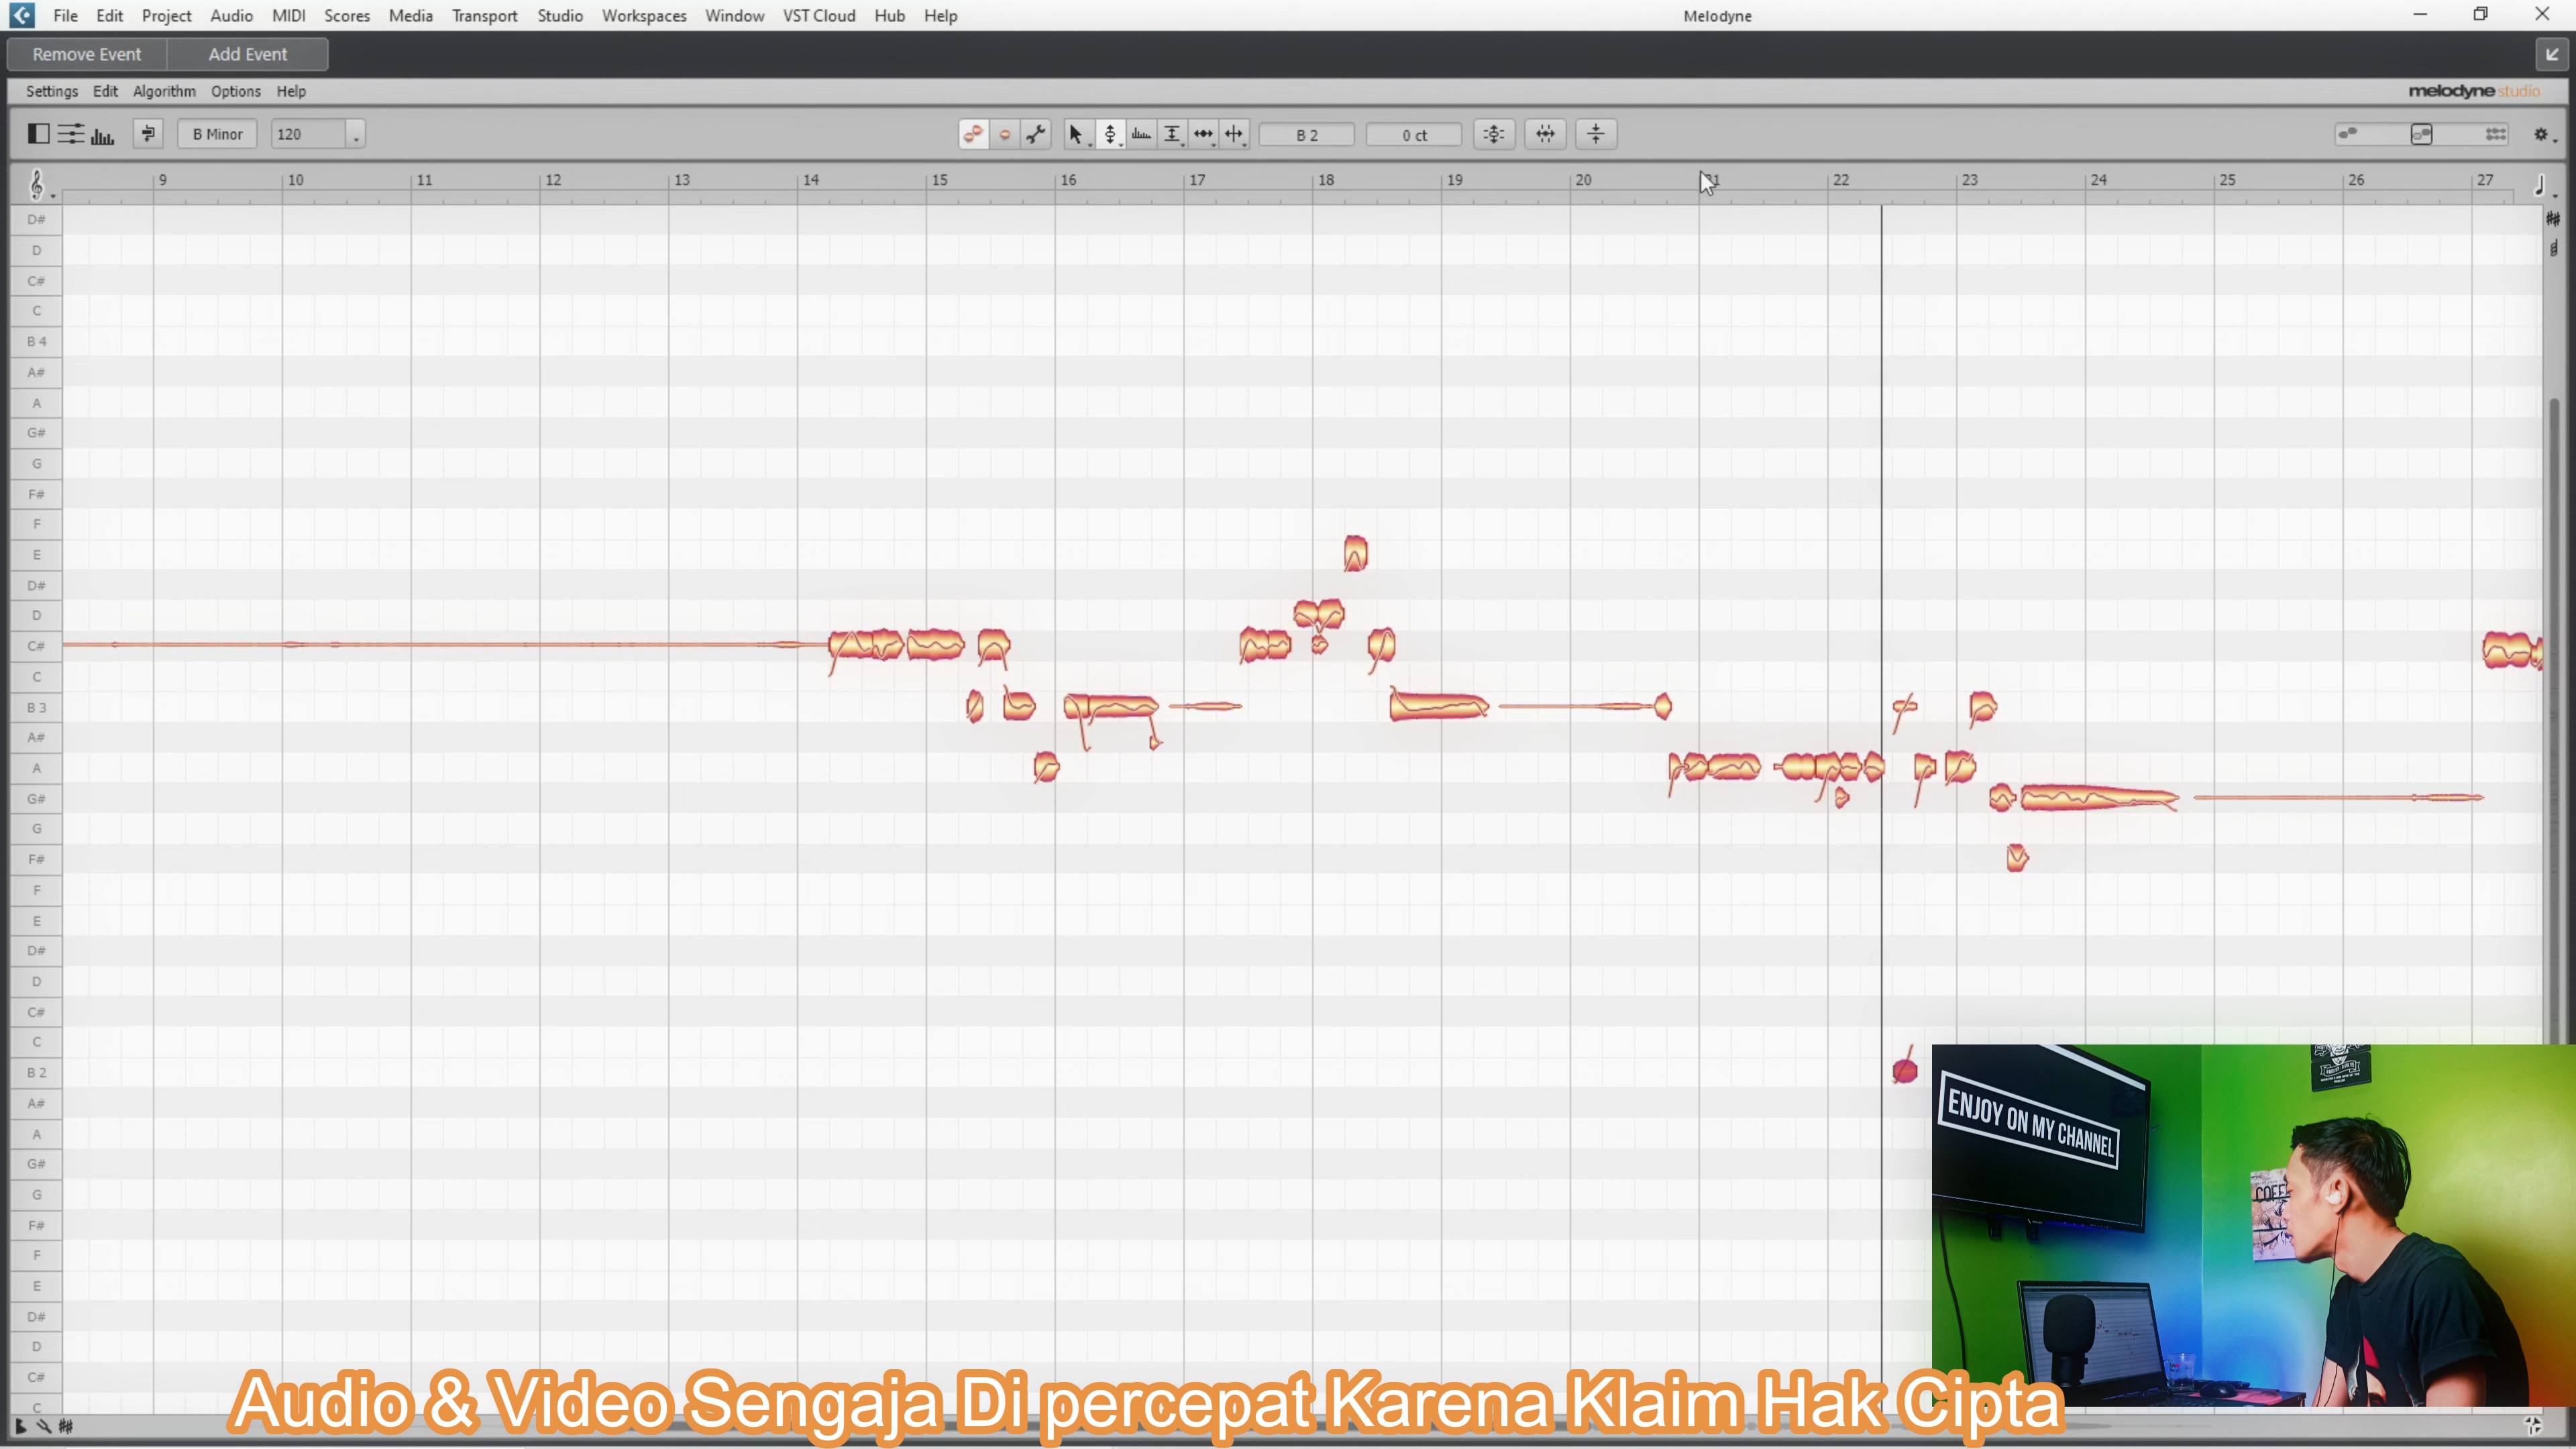 File Edit Project Audio MIDI Scores Media Transport Studio Workspaces Window VST Cloud Hub Help
Melodyne
Remove Event Add Event
Settings Edit Algorithm Options Help
melodyne studio
B Minor 120 B 2 0 ct
9 10 11 12 13 14 15 16 17 18 19 20 21 22 23 24 25 26 27
D#
D
C#
C
B 4
A#
A
G#
G
F#
F
E
D#
D
C#
C
B 3
A#
A
G#
G
F#
F
E
D#
D
C#
C
B 2
A#
A
G#
G
F#
F
E
D#
D
C#
C
ENJOY ON MY CHANNEL
Audio & Video Sengaja Di percepat Karena Klaim Hak Cipta